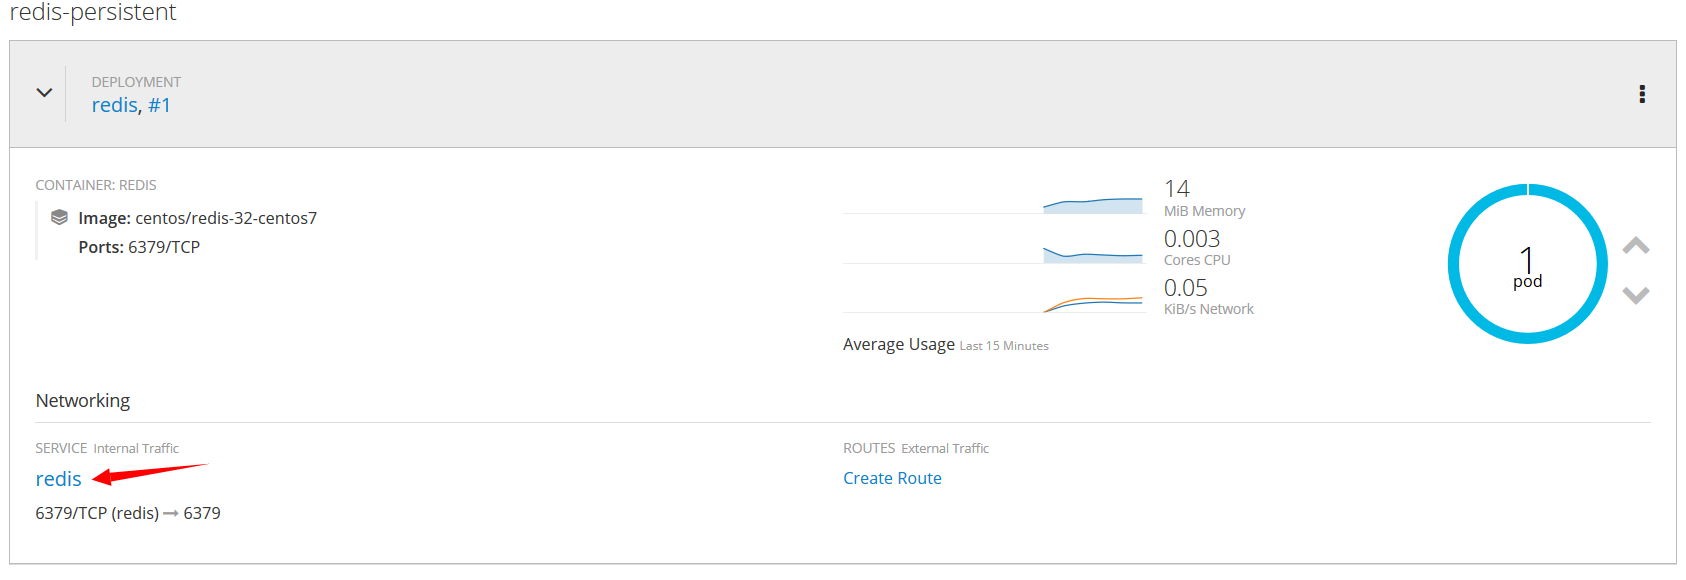 redis-persistent
DEPLOYMENT
redis, #1
CONTAINER: REDIS
Image: centos/redis-32-centos7
Ports: 6379/TCP
14
MiB Memory
0.003
Cores CPU
0.05
KiB/s Network
Average Usage Last 15 Minutes
1
pod
Networking
SERVICE Internal Traffic
redis
6379/TCP (redis) → 6379
ROUTES External Traffic
Create Route